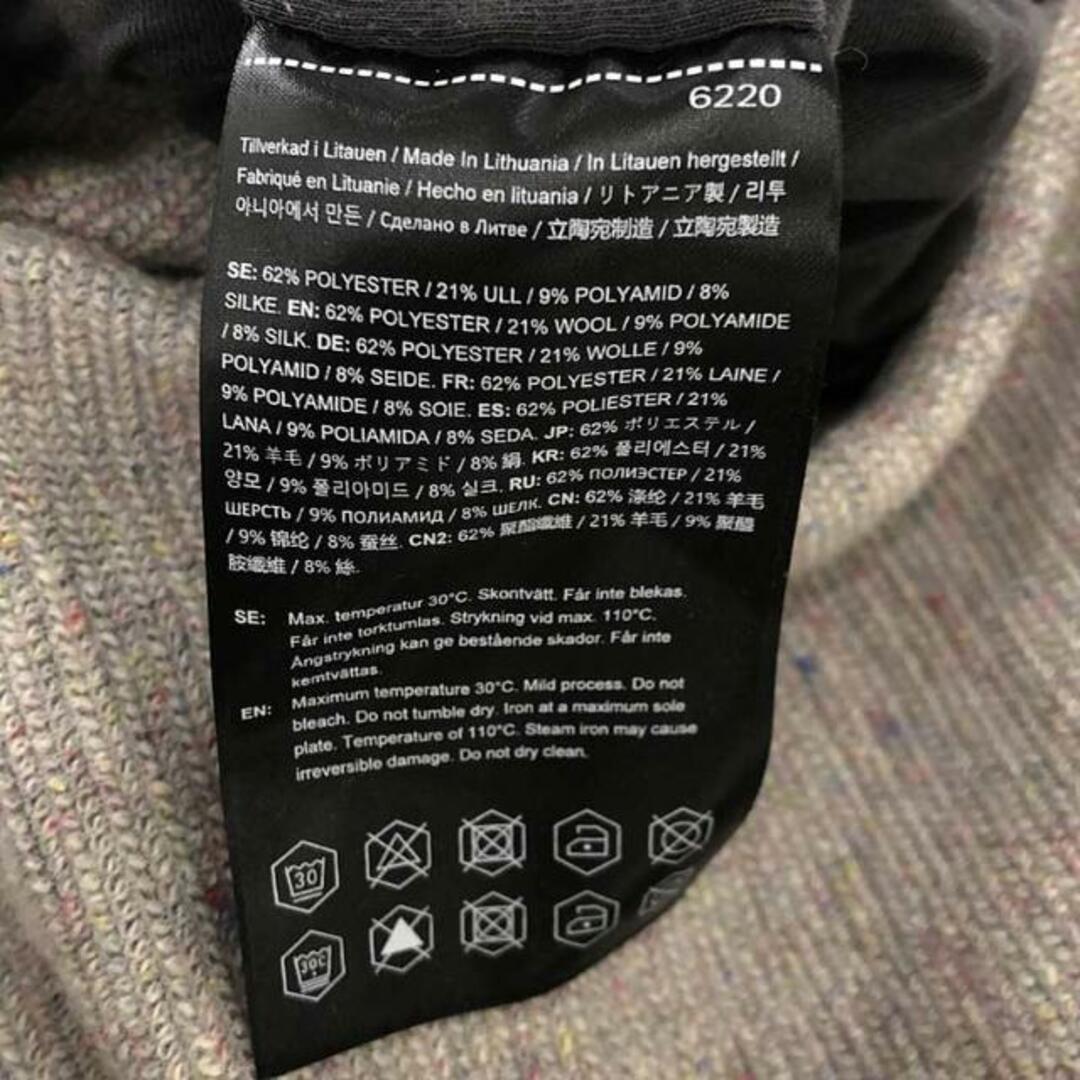 6220
Tillverkad i Litauen / Made In Lithuania / In Litauen hergestellt /
Fabriqué en Lituanie / Hecho en lituania / リトアニア製 / 리투
아니아에서 만든 / Сделано в Литве / 立陶宛制造 / 立陶宛製造
SE: 62% POLYESTER / 21% ULL / 9% POLYAMID / 8%
SILKE. EN: 62% POLYESTER / 21% WOOL / 9% POLYAMIDE
/ 8% SILK. DE: 62% POLYESTER / 21% WOLLE / 9%
POLYAMID / 8% SEIDE. FR: 62% POLYESTER / 21% LAINE /
9% POLYAMIDE / 8% SOIE. ES: 62% POLIESTER / 21%
LANA / 9% POLIAMIDA / 8% SEDA. JP: 62% ポリエステル /
21% 羊毛 / 9% ポリアミド / 8% 絹. KR: 62% 폴리에스터 / 21%
양모 / 9% 폴리아미드 / 8% 실크. RU: 62% ПОЛИЭСТЕР / 21%
ШЕРСТЬ / 9% ПОЛИАМИД / 8% ШЕЛК. CN: 62% 涤纶 / 21% 羊毛
/ 9% 锦纶 / 8% 蚕丝. CN2: 62% 聚酯纖維 / 21% 羊毛 / 9% 聚醯
胺纖維 / 8% 絲.
SE: Max. temperatur 30°C. Skontvätt. Får inte blekas.
Får inte torktumlas. Strykning vid max. 110°C.
Ångstrykning kan ge bestående skador. Får inte
kemtvättas.
EN: Maximum temperature 30°C. Mild process. Do not
bleach. Do not tumble dry. Iron at a maximum sole
plate. Temperature of 110°C. Steam iron may cause
irreversible damage. Do not dry clean.
30
30C